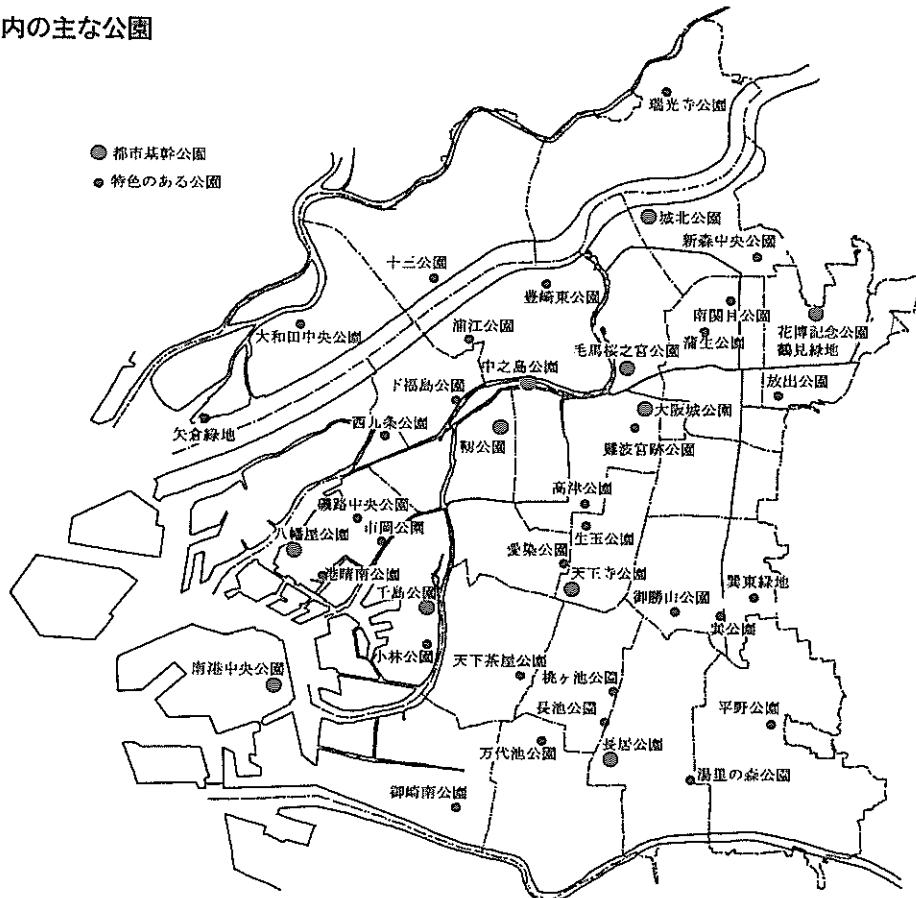 内の主な公園
瑞光寺公園
都市基幹公園
特色のある公園
城北公園
新森中央公園
十三公園
豊崎東公園
南関目公園
大和田中央公園
浦江公園
蒲生公園
花博記念公園
鶴見緑地
毛馬桜之宮公園
中之島公園
下福島公園
放出公園
矢倉緑地
西九条公園
靱公園
大阪城公園
難波宮跡公園
高津公園
磯路中央公園
市岡公園
生玉公園
八幡屋公園
愛染公園
港晴南公園
天王寺公園
巽東緑地
千島公園
御勝山公園
巽公園
小林公園
天下茶屋公園
桃ヶ池公園
南港中央公園
長池公園
平野公園
万代池公園
長居公園
湯里の森公園
御崎南公園